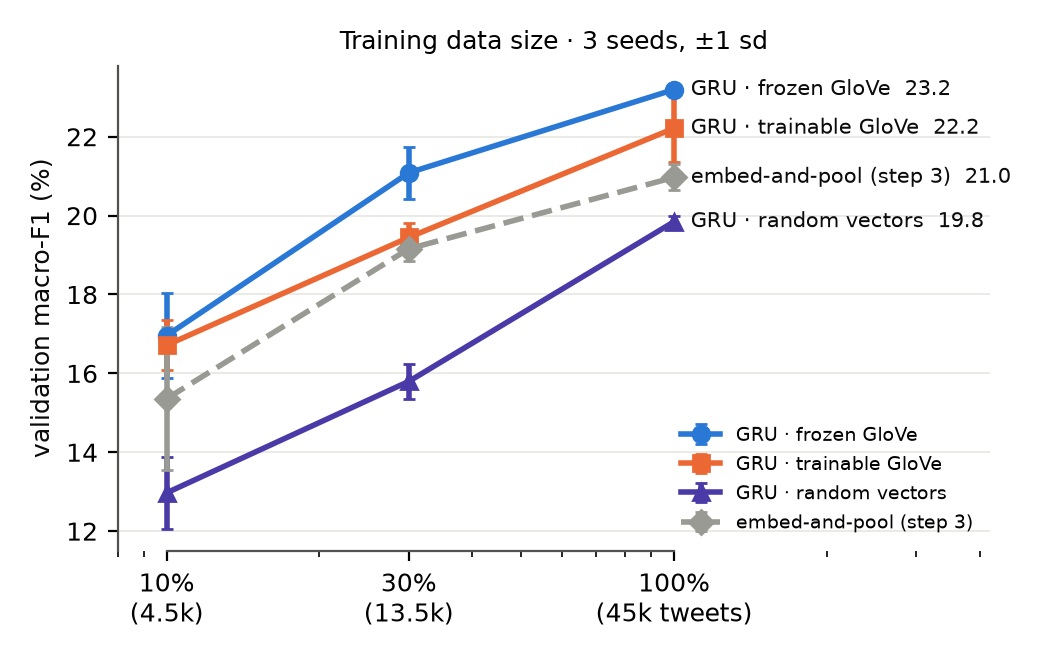 Training data size · 3 seeds, ±1 sd
validation macro-F1 (%)
22
20
18
16
14
12
GRU · frozen GloVe 23.2
GRU · trainable GloVe 22.2
embed-and-pool (step 3) 21.0
GRU · random vectors 19.8
GRU · frozen GloVe
GRU · trainable GloVe
GRU · random vectors
embed-and-pool (step 3)
10% 30% 100%
(4.5k) (13.5k) (45k tweets)